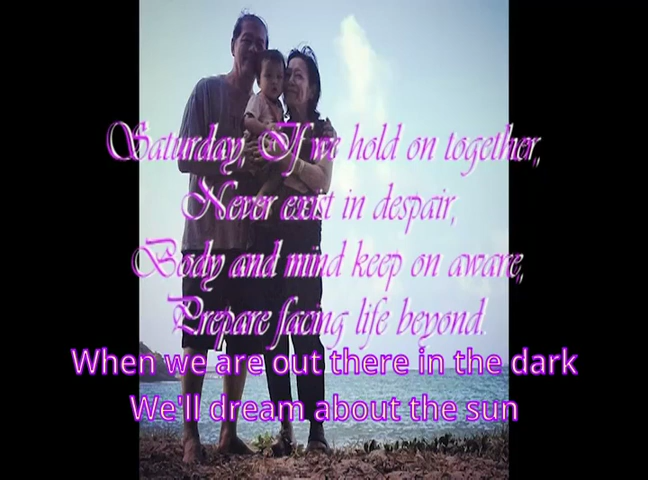 Saturday, If we hold on together,
Never exist in despair,
Body and mind keep on aware,
Prepare facing life beyond.
When we are out there in the dark
We'll dream about the sun